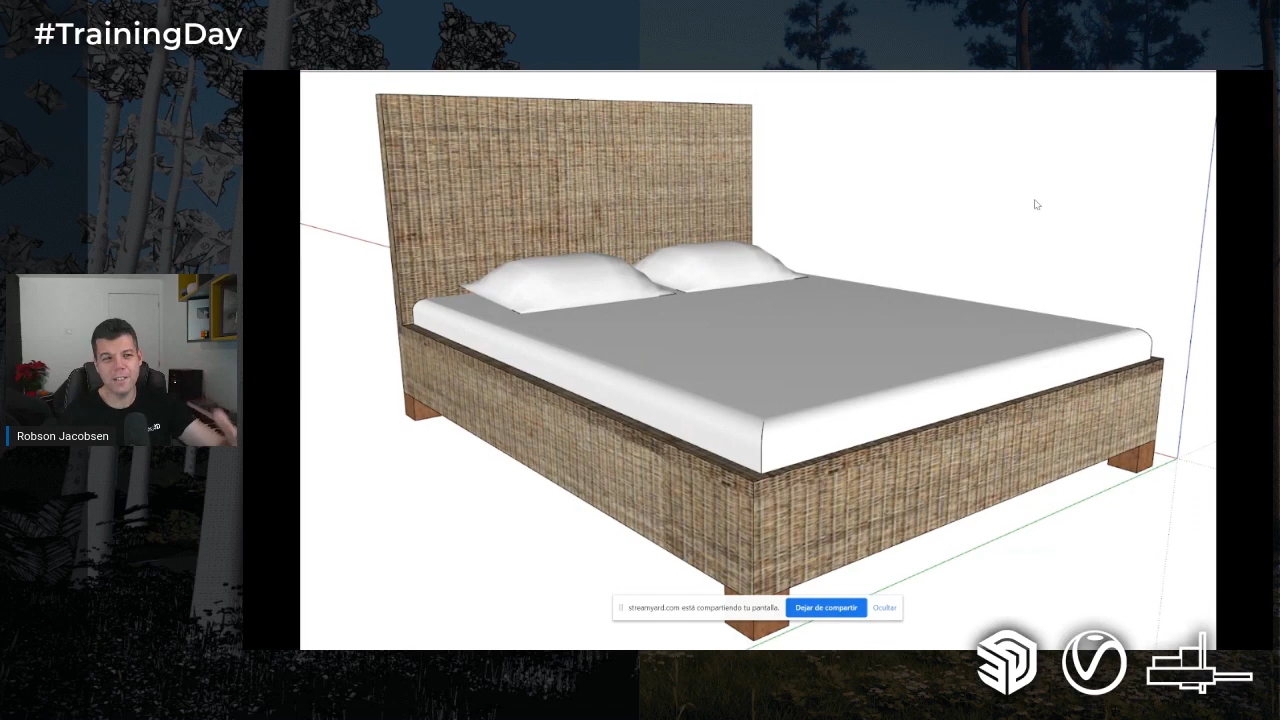 #TrainingDay
Robson Jacobsen
streamyard.com está compartiendo tu pantalla. Dejar de compartir Ocultar